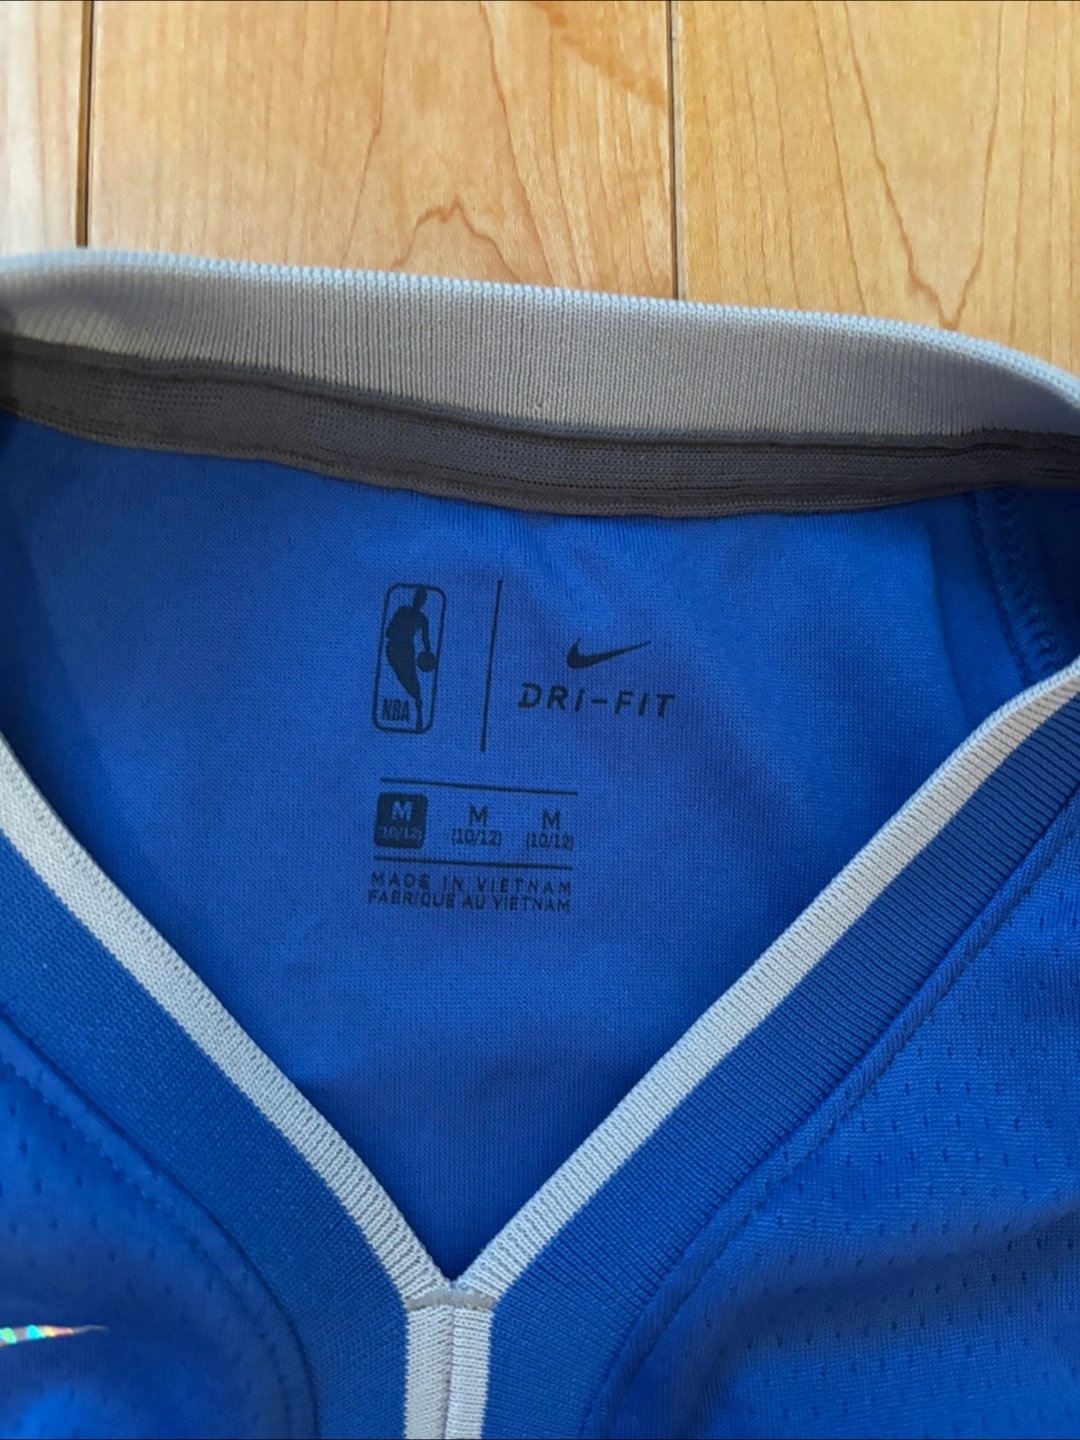 NBA
DRI-FIT
M M M
(10/12) (10/12) (10/12)
MADE IN VIETNAM
FABRIQUE AU VIETNAM